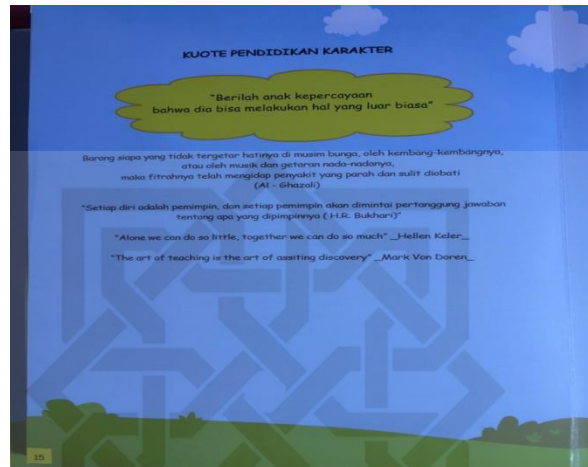 KUOTE PENDIDIKAN KARAKTER
"Berilah anak kepercayaan
bahwa dia bisa melakukan hal yang luar biasa"
Barang siapa yang tidak tergetar hatinya di musim bunga, oleh kembang-kembangnya,
atau oleh musik dan getaran nada-nadanya,
maka fitrahnya telah mengidap penyakit yang parah dan sulit diobati
(Al - Ghazali)
"Setiap diri adalah pemimpin, dan setiap pemimpin akan dimintai pertanggung jawaban
tentang apa yang dipimpinnya ( H.R. Bukhari)"
"Alone we can do so little, together we can do so much" _Hellen Keler_
"The art of teaching is the art of assiting discovery" _Mark Von Doren_
15